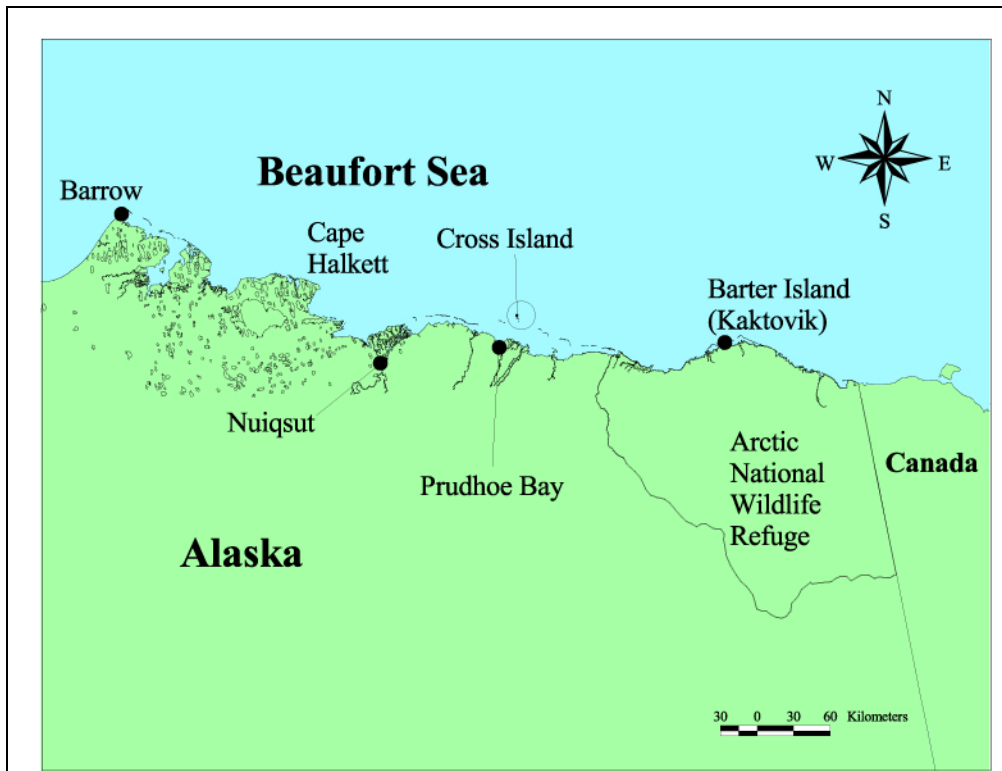 N
W E
S
Beaufort Sea
Barrow
Cape
Halkett
Cross Island
Barter Island
(Kaktovik)
Nuiqsut
Prudhoe Bay
Arctic
National
Wildlife
Refuge
Canada
Alaska
30 0 30 60 Kilometers